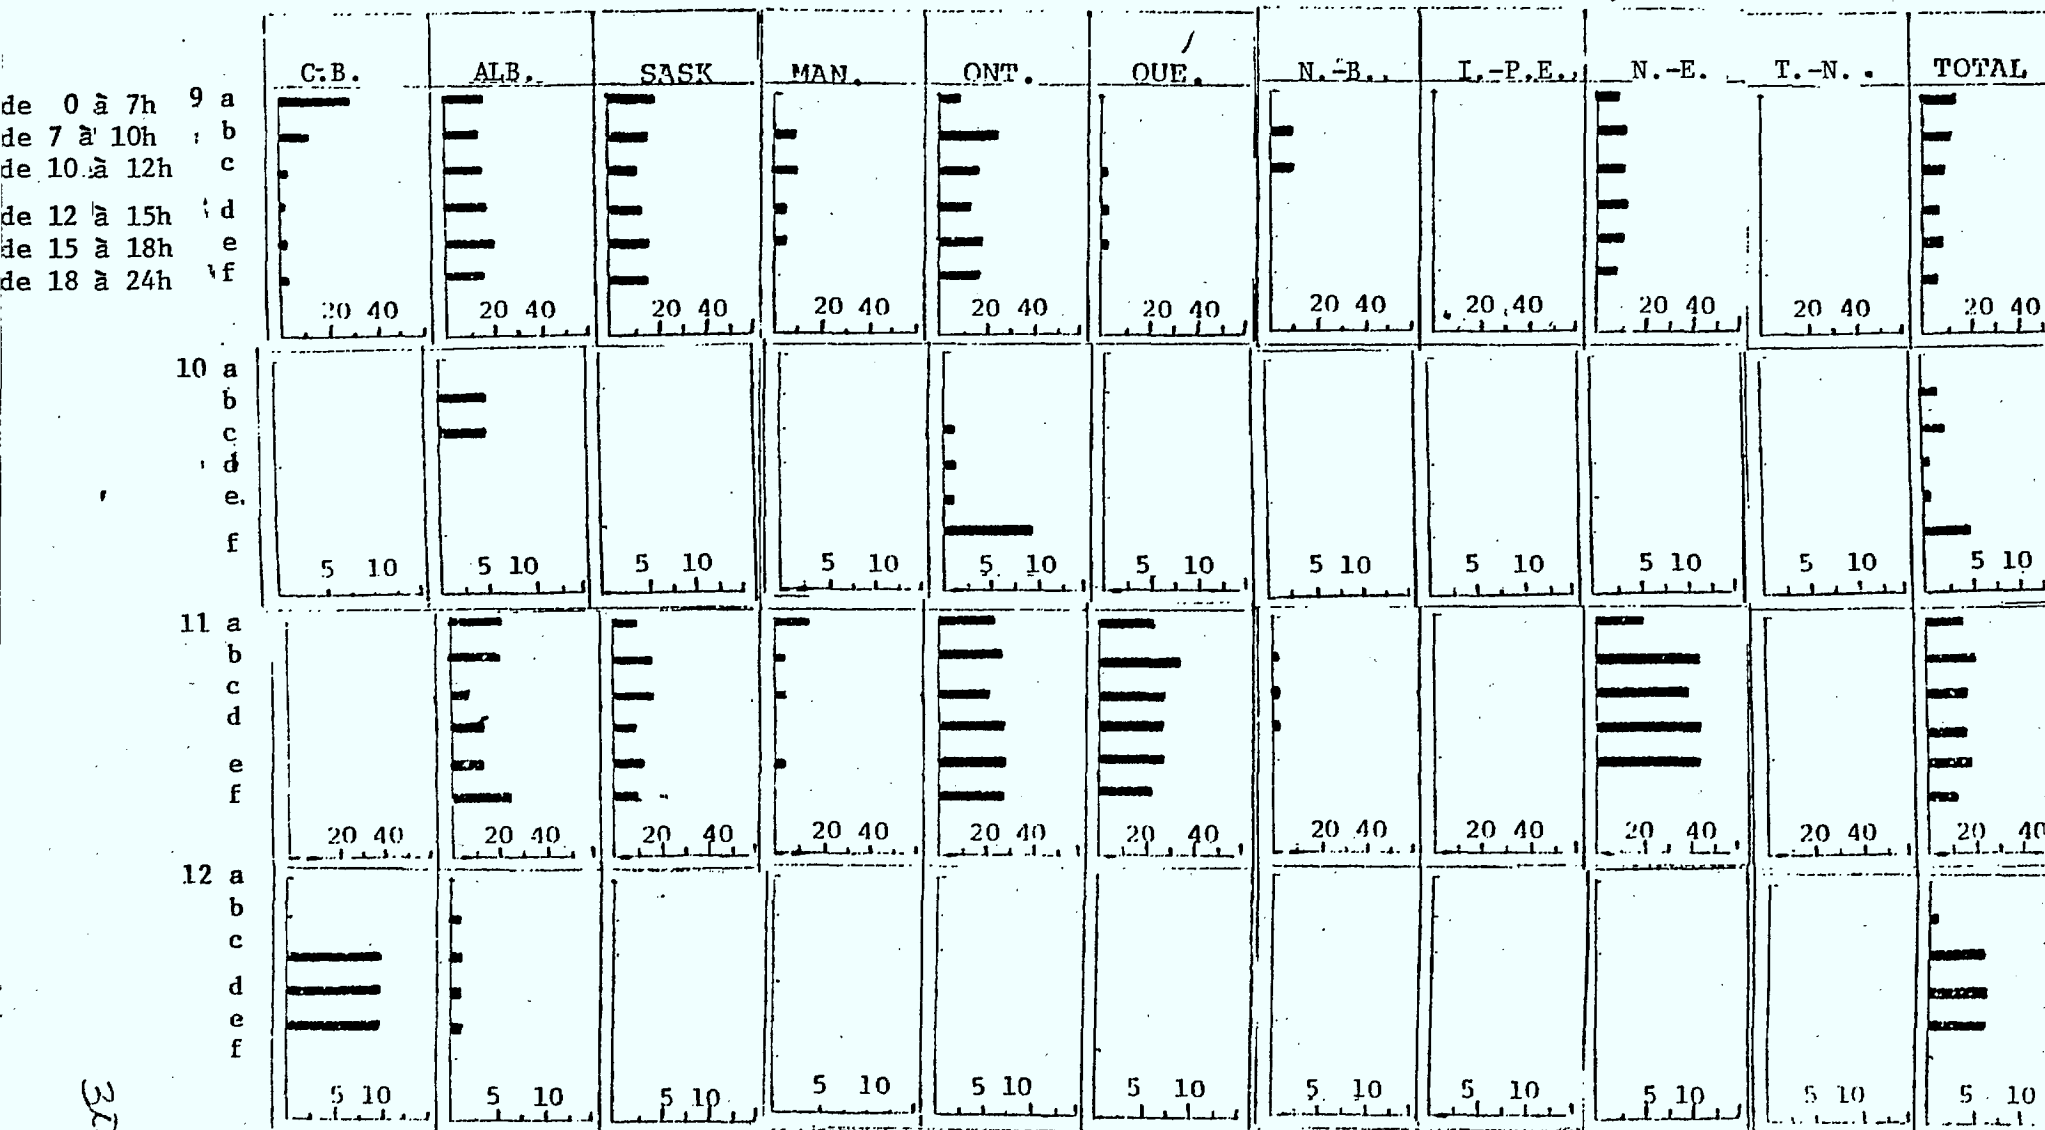 C.B. ALB. SASK MAN. ONT. QUE. N.-B. I.-P.E. N.-E. T.-N. TOTAL
de 0 à 7h 9 a
de 7 à 10h b
de 10 à 12h c
de 12 à 15h d
de 15 à 18h e
de 18 à 24h f
20 40 20 40 20 40 20 40 20 40 20 40 20 40 20 40 20 40 20 40 20 40
10 a
b
c
d
e.
f
5 10 5 10 5 10 5 10 5 10 5 10 5 10 5 10 5 10 5 10 5 10
11 a
b
c
d
e
f
20 40 20 40 20 40 20 40 20 40 20 40 20 40 20 40 20 40 20 40 20 40
12 a
b
c
d
e
f
5 10 5 10 5 10 5 10 5 10 5 10 5 10 5 10 5 10 5 10 5 10